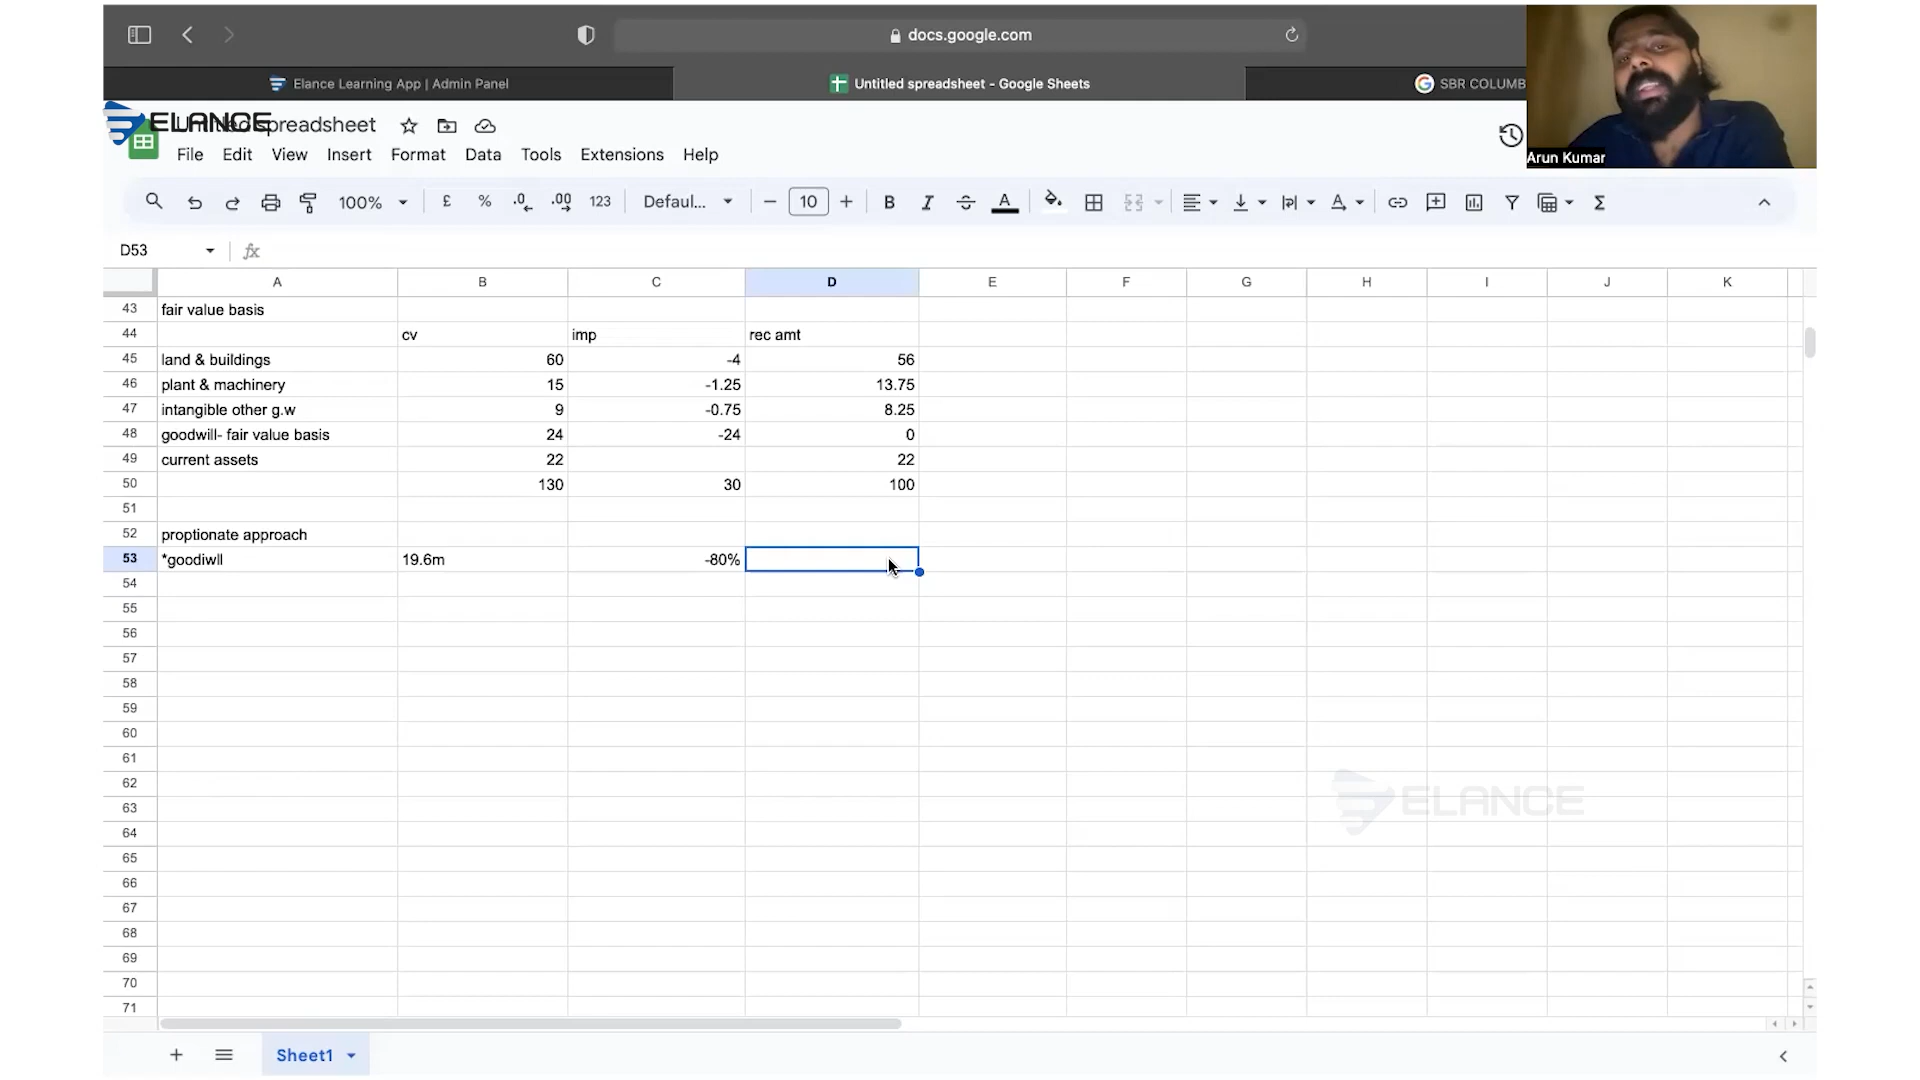 docs.google.com
Elance Learning App | Admin Panel
Untitled spreadsheet - Google Sheets
SBR COLUMB
Arun Kumar
ELANCE
Untitled spreadsheet
File Edit View Insert Format Data Tools Extensions Help
100% £ % .0 .00 123 Defaul... 10 B I A Σ
D53 fx
A B C D E F G H I J K
43 fair value basis
44 cv imp rec amt
45 land & buildings 60 -4 56
46 plant & machinery 15 -1.25 13.75
47 intangible other g.w 9 -0.75 8.25
48 goodwill- fair value basis 24 -24 0
49 current assets 22 22
50 130 30 100
51
52 proptionate approach
53 *goodiwll 19.6m -80%
54
55
56
57
58
59
60
61
62
63
64
65
66
67
68
69
70
71
ELANCE
Sheet1